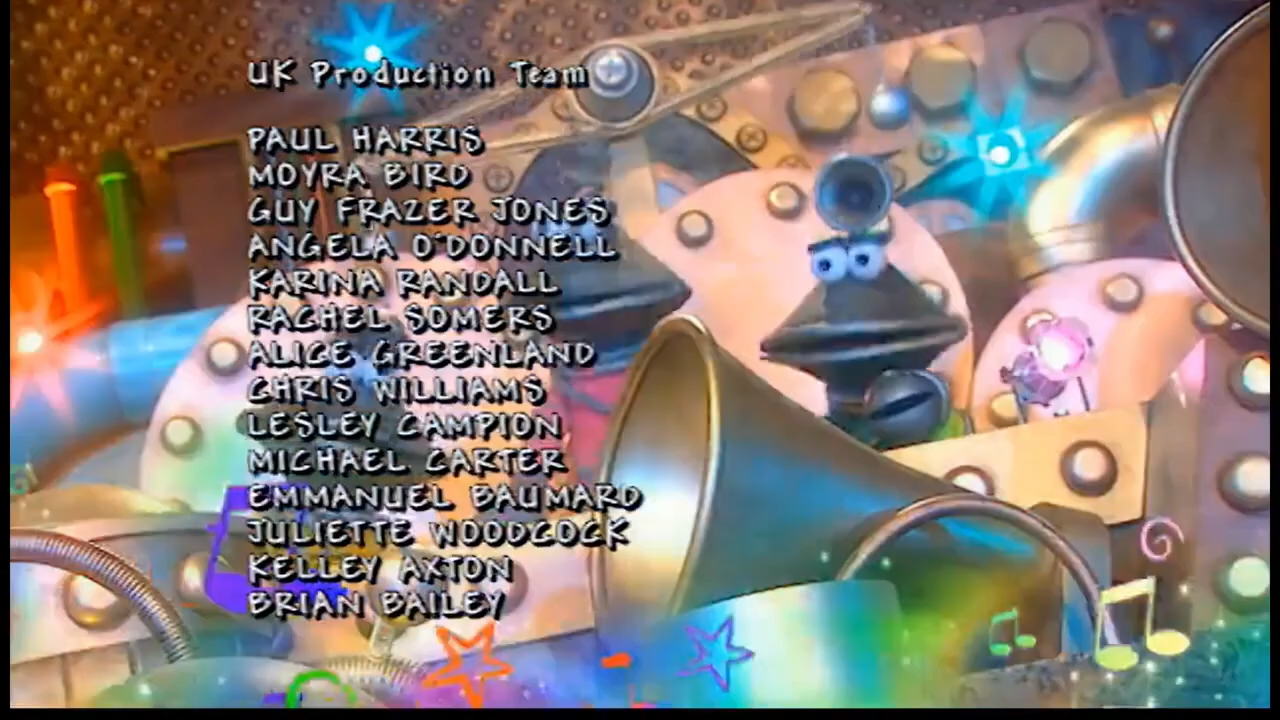 UK Production Team
PAUL HARRIS
MOYRA BIRD
GUY FRAZER JONES
ANGELA O'DONNELL
KARINA RANDALL
RACHEL SOMERS
ALICE GREENLAND
CHRIS WILLIAMS
LESLEY CAMPION
MICHAEL CARTER
EMMANUEL BAUMARD
JULIETTE WOODCOCK
KELLEY AXTON
BRIAN BAILEY